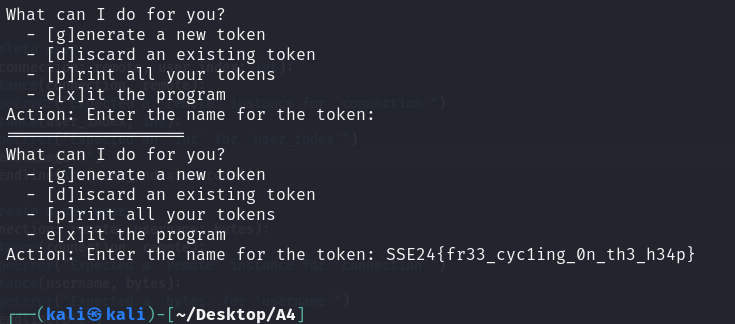 What can I do for you?
  - [g]enerate a new token
  - [d]iscard an existing token
  - [p]rint all your tokens
  - e[x]it the program
Action: Enter the name for the token:
==================
What can I do for you?
  - [g]enerate a new token
  - [d]iscard an existing token
  - [p]rint all your tokens
  - e[x]it the program
Action: Enter the name for the token: SSE24{fr33_cyc1ing_0n_th3_h34p}
┌──(kali㉿kali)-[~/Desktop/A4]